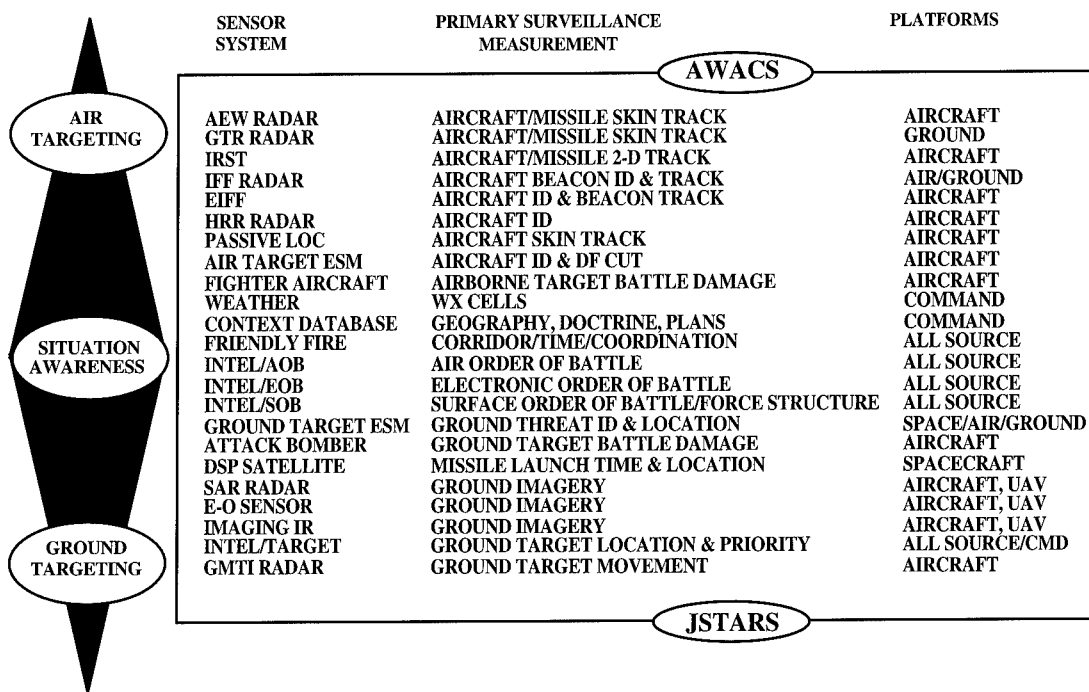 SENSOR SYSTEM PRIMARY SURVEILLANCE MEASUREMENT PLATFORMS
AWACS
AIR TARGETING
AEW RADAR AIRCRAFT/MISSILE SKIN TRACK AIRCRAFT
GTR RADAR AIRCRAFT/MISSILE SKIN TRACK GROUND
IRST AIRCRAFT/MISSILE 2-D TRACK AIRCRAFT
IFF RADAR AIRCRAFT BEACON ID & TRACK AIR/GROUND
EIFF AIRCRAFT ID & BEACON TRACK AIRCRAFT
HRR RADAR AIRCRAFT ID AIRCRAFT
PASSIVE LOC AIRCRAFT SKIN TRACK AIRCRAFT
AIR TARGET ESM AIRCRAFT ID & DF CUT AIRCRAFT
FIGHTER AIRCRAFT AIRBORNE TARGET BATTLE DAMAGE AIRCRAFT
WEATHER WX CELLS COMMAND
CONTEXT DATABASE GEOGRAPHY, DOCTRINE, PLANS COMMAND
SITUATION AWARENESS
FRIENDLY FIRE CORRIDOR/TIME/COORDINATION ALL SOURCE
INTEL/AOB AIR ORDER OF BATTLE ALL SOURCE
INTEL/EOB ELECTRONIC ORDER OF BATTLE ALL SOURCE
INTEL/SOB SURFACE ORDER OF BATTLE/FORCE STRUCTURE ALL SOURCE
GROUND TARGET ESM GROUND THREAT ID & LOCATION SPACE/AIR/GROUND
ATTACK BOMBER GROUND TARGET BATTLE DAMAGE AIRCRAFT
DSP SATELLITE MISSILE LAUNCH TIME & LOCATION SPACECRAFT
SAR RADAR GROUND IMAGERY AIRCRAFT, UAV
E-O SENSOR GROUND IMAGERY AIRCRAFT, UAV
IMAGING IR GROUND IMAGERY AIRCRAFT, UAV
GROUND TARGETING
INTEL/TARGET GROUND TARGET LOCATION & PRIORITY ALL SOURCE/CMD
GMTI RADAR GROUND TARGET MOVEMENT AIRCRAFT
JSTARS